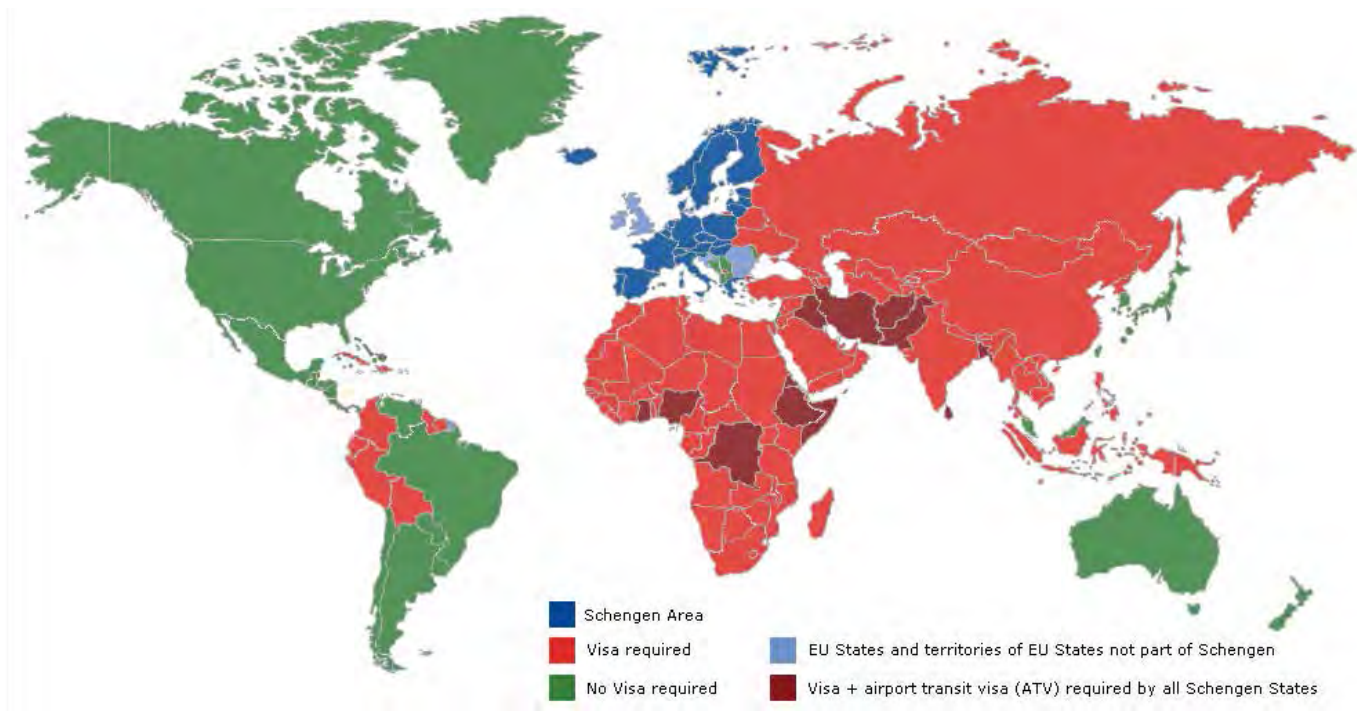 Schengen Area
Visa required
EU States and territories of EU States not part of Schengen
No Visa required
Visa + airport transit visa (ATV) required by all Schengen States